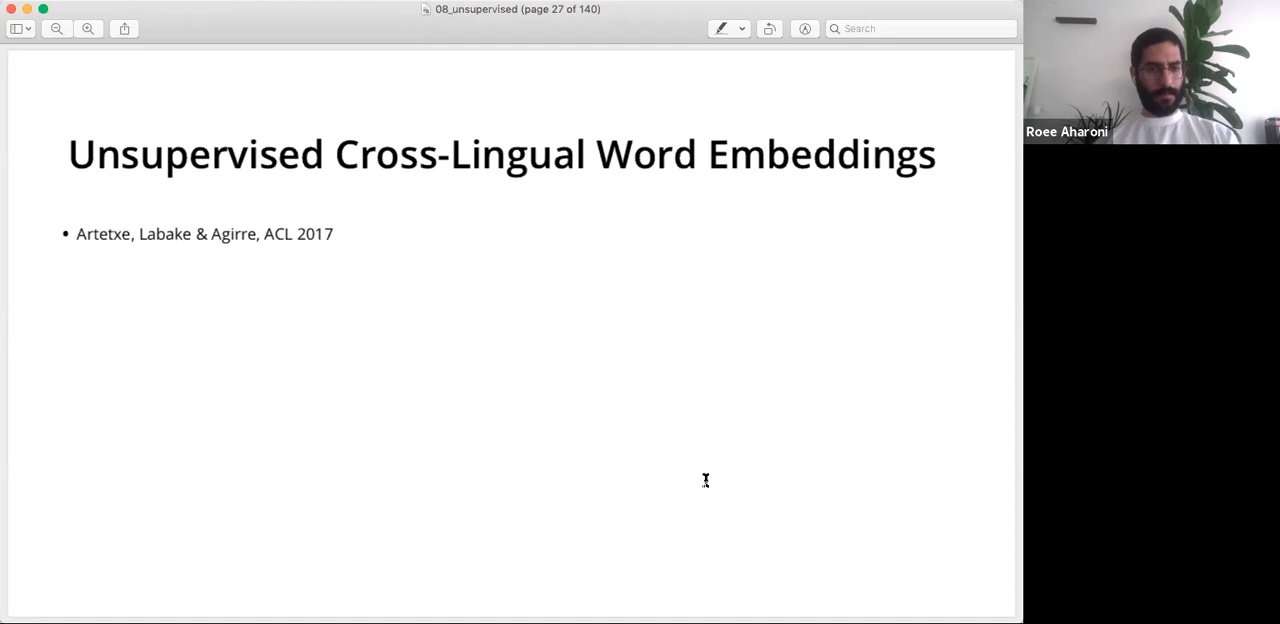 08_unsupervised (page 27 of 140)
Search
Unsupervised Cross-Lingual Word Embeddings
• Artetxe, Labake & Agirre, ACL 2017
Roee Aharoni